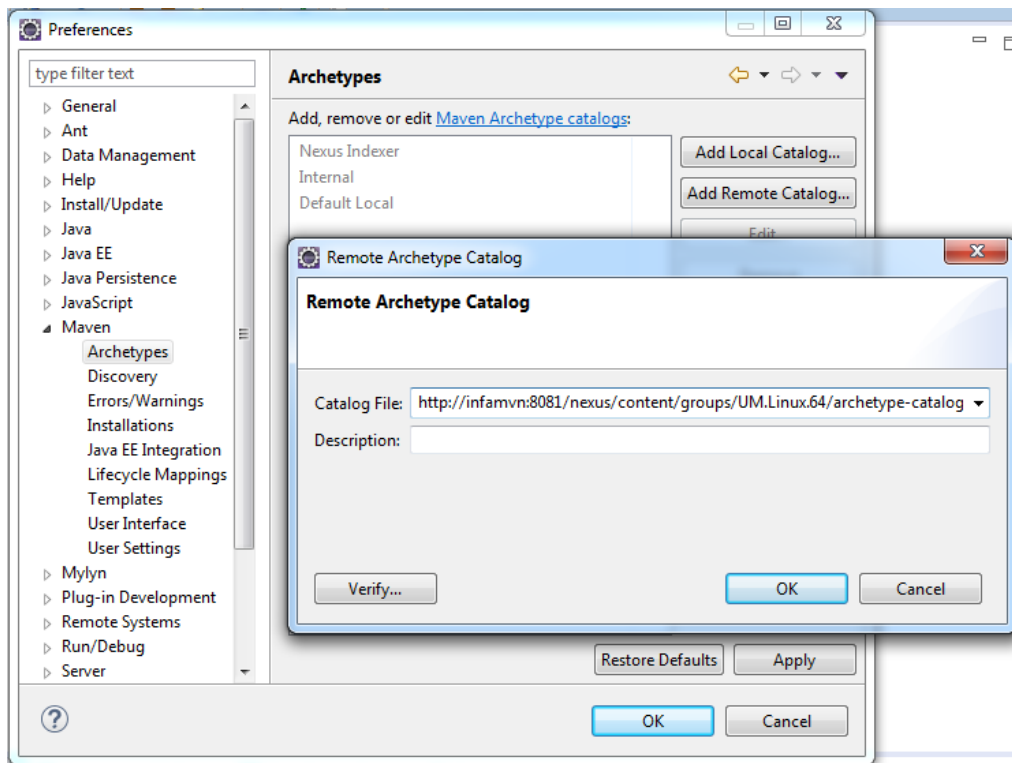 Preferences
type filter text
General
Ant
Data Management
Help
Install/Update
Java
Java EE
Java Persistence
JavaScript
Maven
Archetypes
Discovery
Errors/Warnings
Installations
Java EE Integration
Lifecycle Mappings
Templates
User Interface
User Settings
Mylyn
Plug-in Development
Remote Systems
Run/Debug
Server
Archetypes
Add, remove or edit Maven Archetype catalogs:
Nexus Indexer
Internal
Default Local
Add Local Catalog...
Add Remote Catalog...
Edit
Remote Archetype Catalog
Remote Archetype Catalog
Catalog File: http://infamvn:8081/nexus/content/groups/UM.Linux.64/archetype-catalog
Description:
Verify...
OK
Cancel
Restore Defaults
Apply
?
OK
Cancel